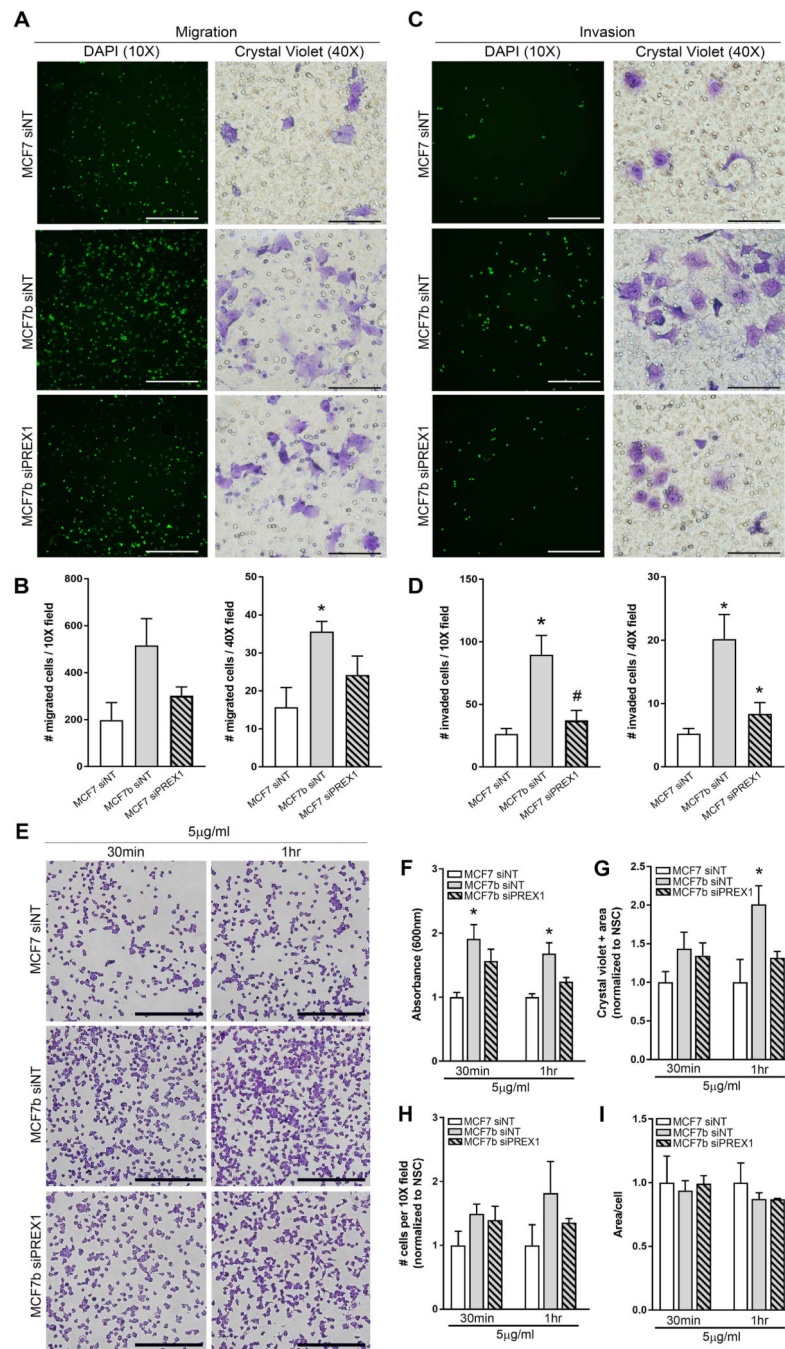 A
Migration
DAPI (10X)
Crystal Violet (40X)
MCF7 siNT
MCF7b siNT
MCF7b siPREX1
C
Invasion
DAPI (10X)
Crystal Violet (40X)
MCF7 siNT
MCF7b siNT
MCF7b siPREX1
B
# migrated cells / 10X field
800
600
400
200
0
MCF7 siNT
MCF7b siNT
MCF7 siPREX1
# migrated cells / 40X field
50
40
30
20
10
0
*
MCF7 siNT
MCF7b siNT
MCF7 siPREX1
D
# invaded cells / 10X field
150
100
50
0
*
#
MCF7 siNT
MCF7b siNT
MCF7 siPREX1
# invaded cells / 40X field
30
20
10
0
*
*
MCF7 siNT
MCF7b siNT
MCF7 siPREX1
E
5µg/ml
30min
1hr
MCF7 siNT
MCF7b siNT
MCF7b siPREX1
F
MCF7 siNT
MCF7b siNT
MCF7b siPREX1
Absorbance (600nm)
3
2
1
0
*
*
30min
1hr
5µg/ml
G
MCF7 siNT
MCF7b siNT
MCF7b siPREX1
Crystal violet + area
(normalized to NSC)
2.5
2.0
1.5
1.0
0.5
0.0
*
30min
1hr
5µg/ml
H
MCF7 siNT
MCF7b siNT
MCF7b siPREX1
# cells per 10X field
(normalized to NSC)
3
2
1
0
30min
1hr
5µg/ml
I
MCF7 siNT
MCF7b siNT
MCF7b siPREX1
Area/cell
1.5
1.0
0.5
0.0
30min
1hr
5µg/ml